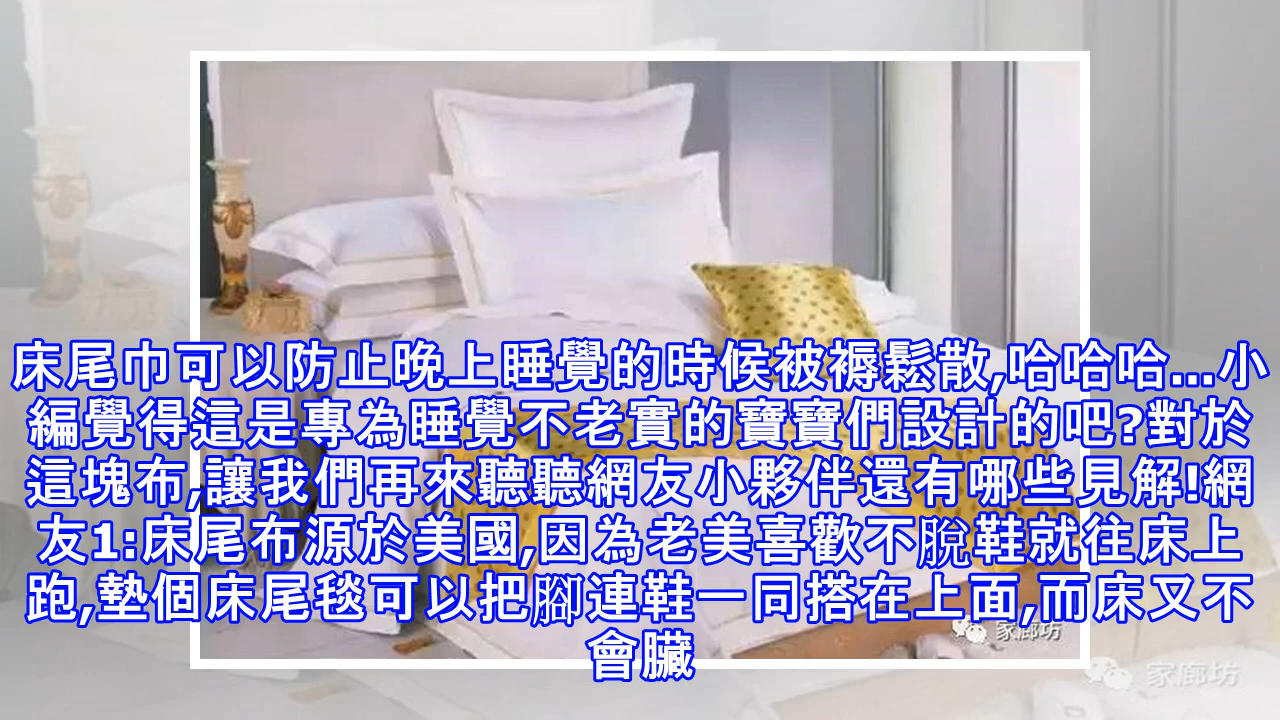 床尾巾可以防止晚上睡覺的時候被褥鬆散,哈哈哈...小
編覺得這是專為睡覺不老實的寶寶們設計的吧?對於
這塊布,讓我們再來聽聽網友小夥伴還有哪些見解!網
友1:床尾布源於美國,因為老美喜歡不脫鞋就往床上
跑,墊個床尾毯可以把腳連鞋一同搭在上面,而床又不
會臟
家廊坊
家廊坊